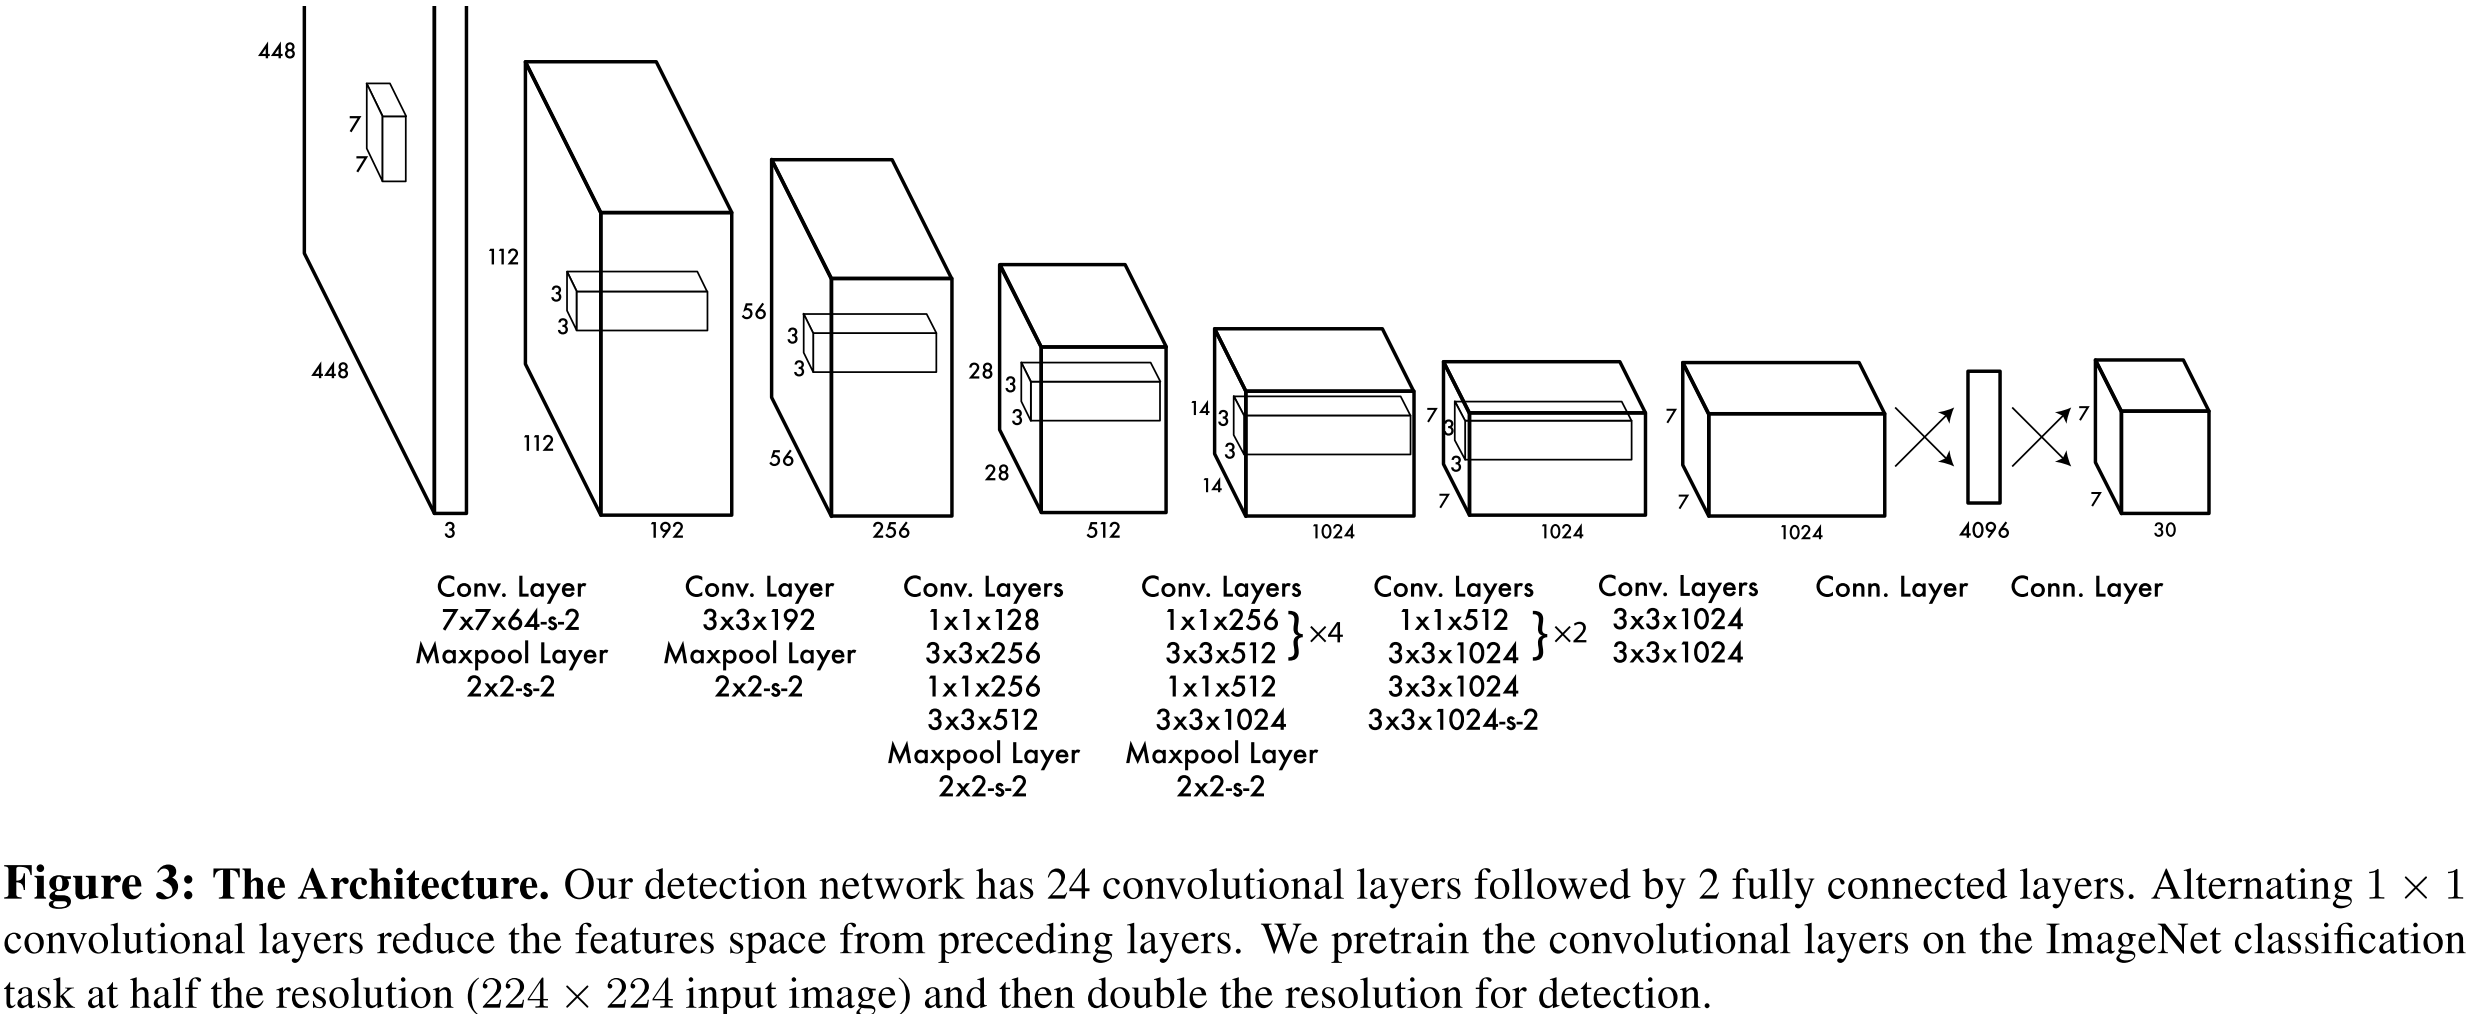 448
7
7
448
3
112
3
3
112
192
56
3
3
56
256
28
3
3
28
512
14
3
3
14
1024
7
3
3
7
1024
7
7
1024
4096
7
7
30
Conv. Layer
7x7x64-s-2
Maxpool Layer
2x2-s-2
Conv. Layer
3x3x192
Maxpool Layer
2x2-s-2
Conv. Layers
1x1x128
3x3x256
1x1x256
3x3x512
Maxpool Layer
2x2-s-2
Conv. Layers
1x1x256
3x3x512
} ×4
1x1x512
3x3x1024
Maxpool Layer
2x2-s-2
Conv. Layers
1x1x512
3x3x1024
} ×2
3x3x1024
3x3x1024-s-2
Conv. Layers
3x3x1024
3x3x1024
Conn. Layer
Conn. Layer
Figure 3: The Architecture. Our detection network has 24 convolutional layers followed by 2 fully connected layers. Alternating 1 × 1
convolutional layers reduce the features space from preceding layers. We pretrain the convolutional layers on the ImageNet classification
task at half the resolution (224 × 224 input image) and then double the resolution for detection.